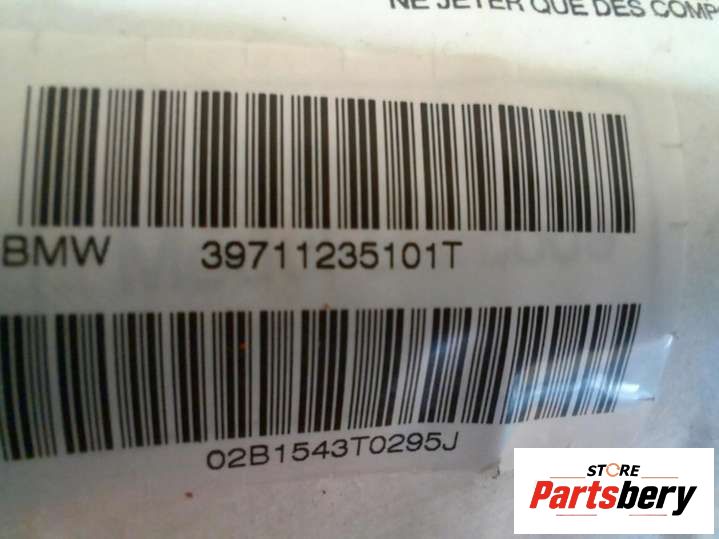 NE JETER QUE DES COMP
BMW 39711235101T
02B1543T0295J
STORE
Partsbery